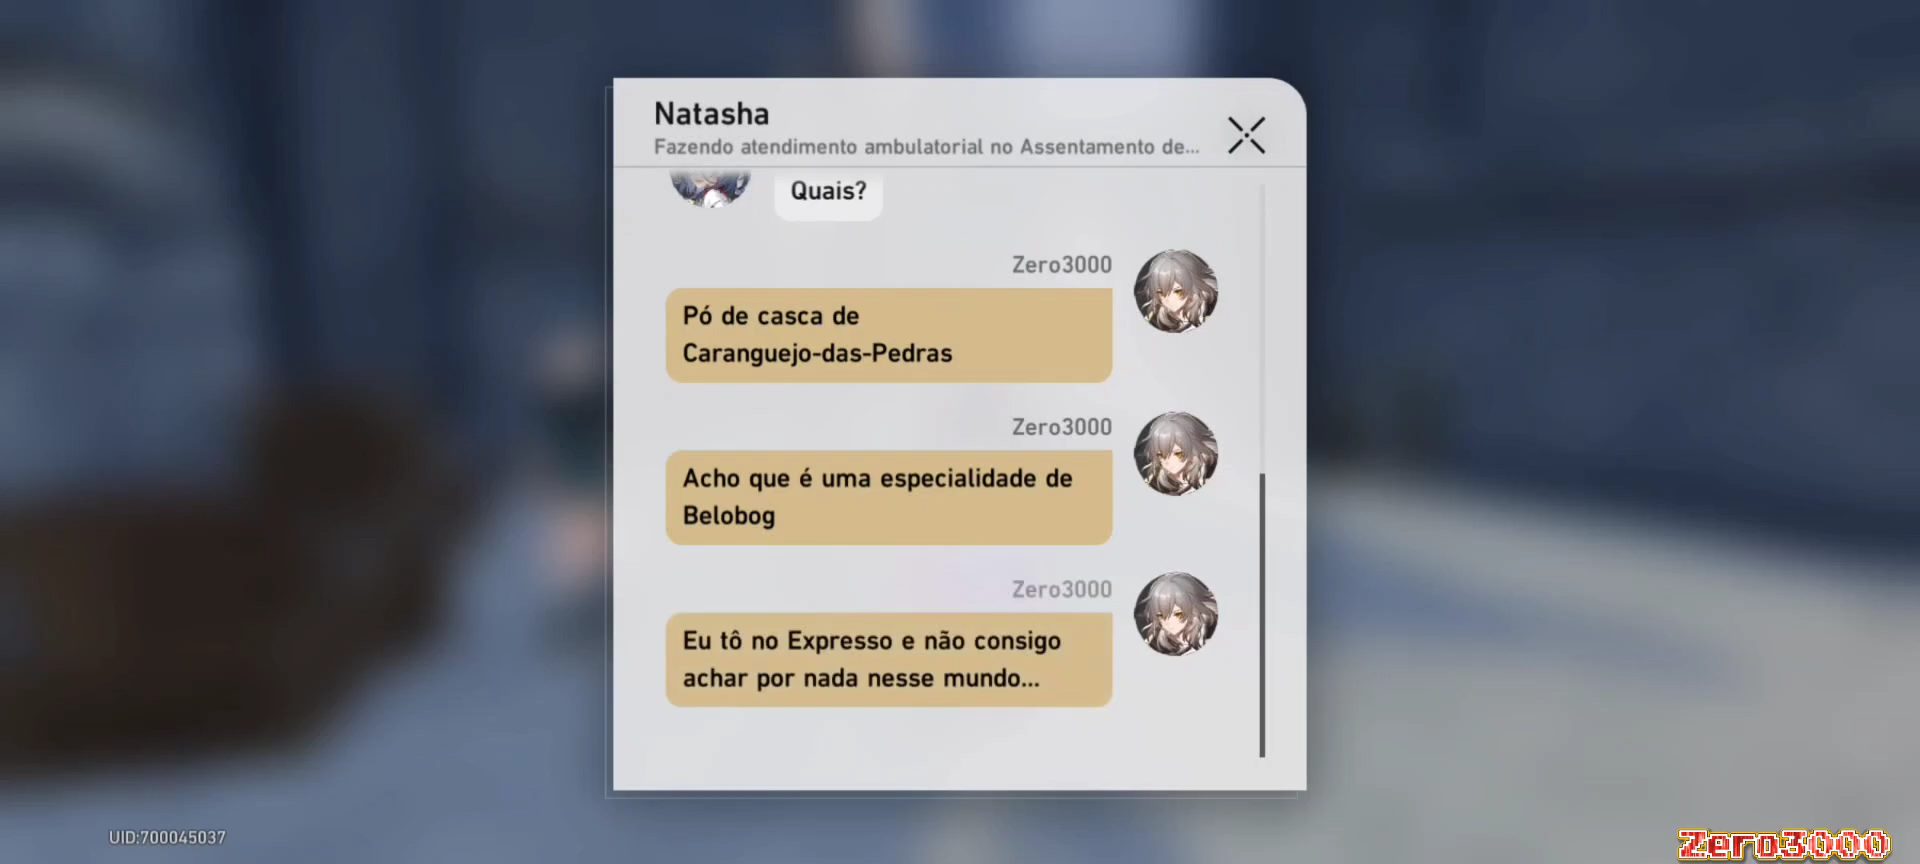 Natasha
Fazendo atendimento ambulatorial no Assentamento de...
Quais?
Zero3000
Pó de casca de
Caranguejo-das-Pedras
Zero3000
Acho que é uma especialidade de
Belobog
Zero3000
Eu tô no Expresso e não consigo
achar por nada nesse mundo...
UID:700045037
Zero3000